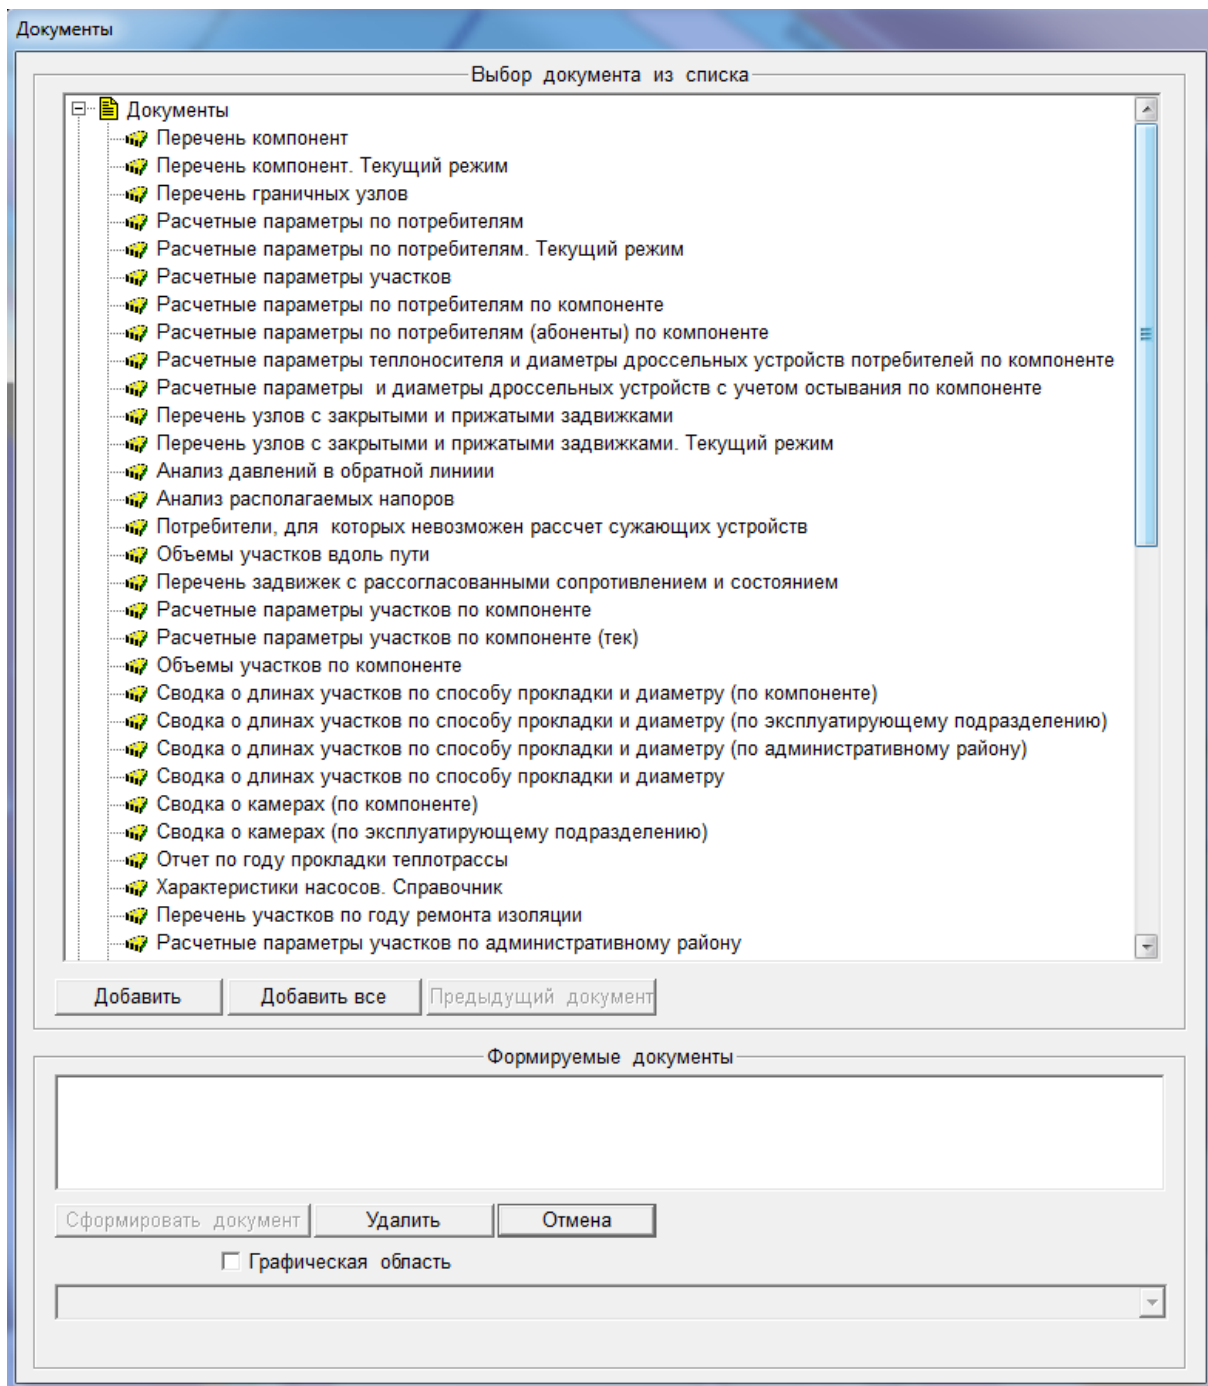 Документы
Выбор документа из списка
Документы
Перечень компонент
Перечень компонент. Текущий режим
Перечень граничных узлов
Расчетные параметры по потребителям
Расчетные параметры по потребителям. Текущий режим
Расчетные параметры участков
Расчетные параметры по потребителям по компоненте
Расчетные параметры по потребителям (абоненты) по компоненте
Расчетные параметры теплоносителя и диаметры дроссельных устройств потребителей по компоненте
Расчетные параметры  и диаметры дроссельных устройств с учетом остывания по компоненте
Перечень узлов с закрытыми и прижатыми задвижками
Перечень узлов с закрытыми и прижатыми задвижками. Текущий режим
Анализ давлений в обратной линиии
Анализ располагаемых напоров
Потребители, для  которых невозможен рассчет сужающих устройств
Объемы участков вдоль пути
Перечень задвижек с рассогласованными сопротивлением и состоянием
Расчетные параметры участков по компоненте
Расчетные параметры участков по компоненте (тек)
Объемы участков по компоненте
Сводка о длинах участков по способу прокладки и диаметру (по компоненте)
Сводка о длинах участков по способу прокладки и диаметру (по эксплуатирующему подразделению)
Сводка о длинах участков по способу прокладки и диаметру (по административному району)
Сводка о длинах участков по способу прокладки и диаметру
Сводка о камерах (по компоненте)
Сводка о камерах (по эксплуатирующему подразделению)
Отчет по году прокладки теплотрассы
Характеристики насосов. Справочник
Перечень участков по году ремонта изоляции
Расчетные параметры участков по административному району
Добавить Добавить все Предыдущий документ
Формируемые документы
Сформировать документ Удалить Отмена
Графическая область